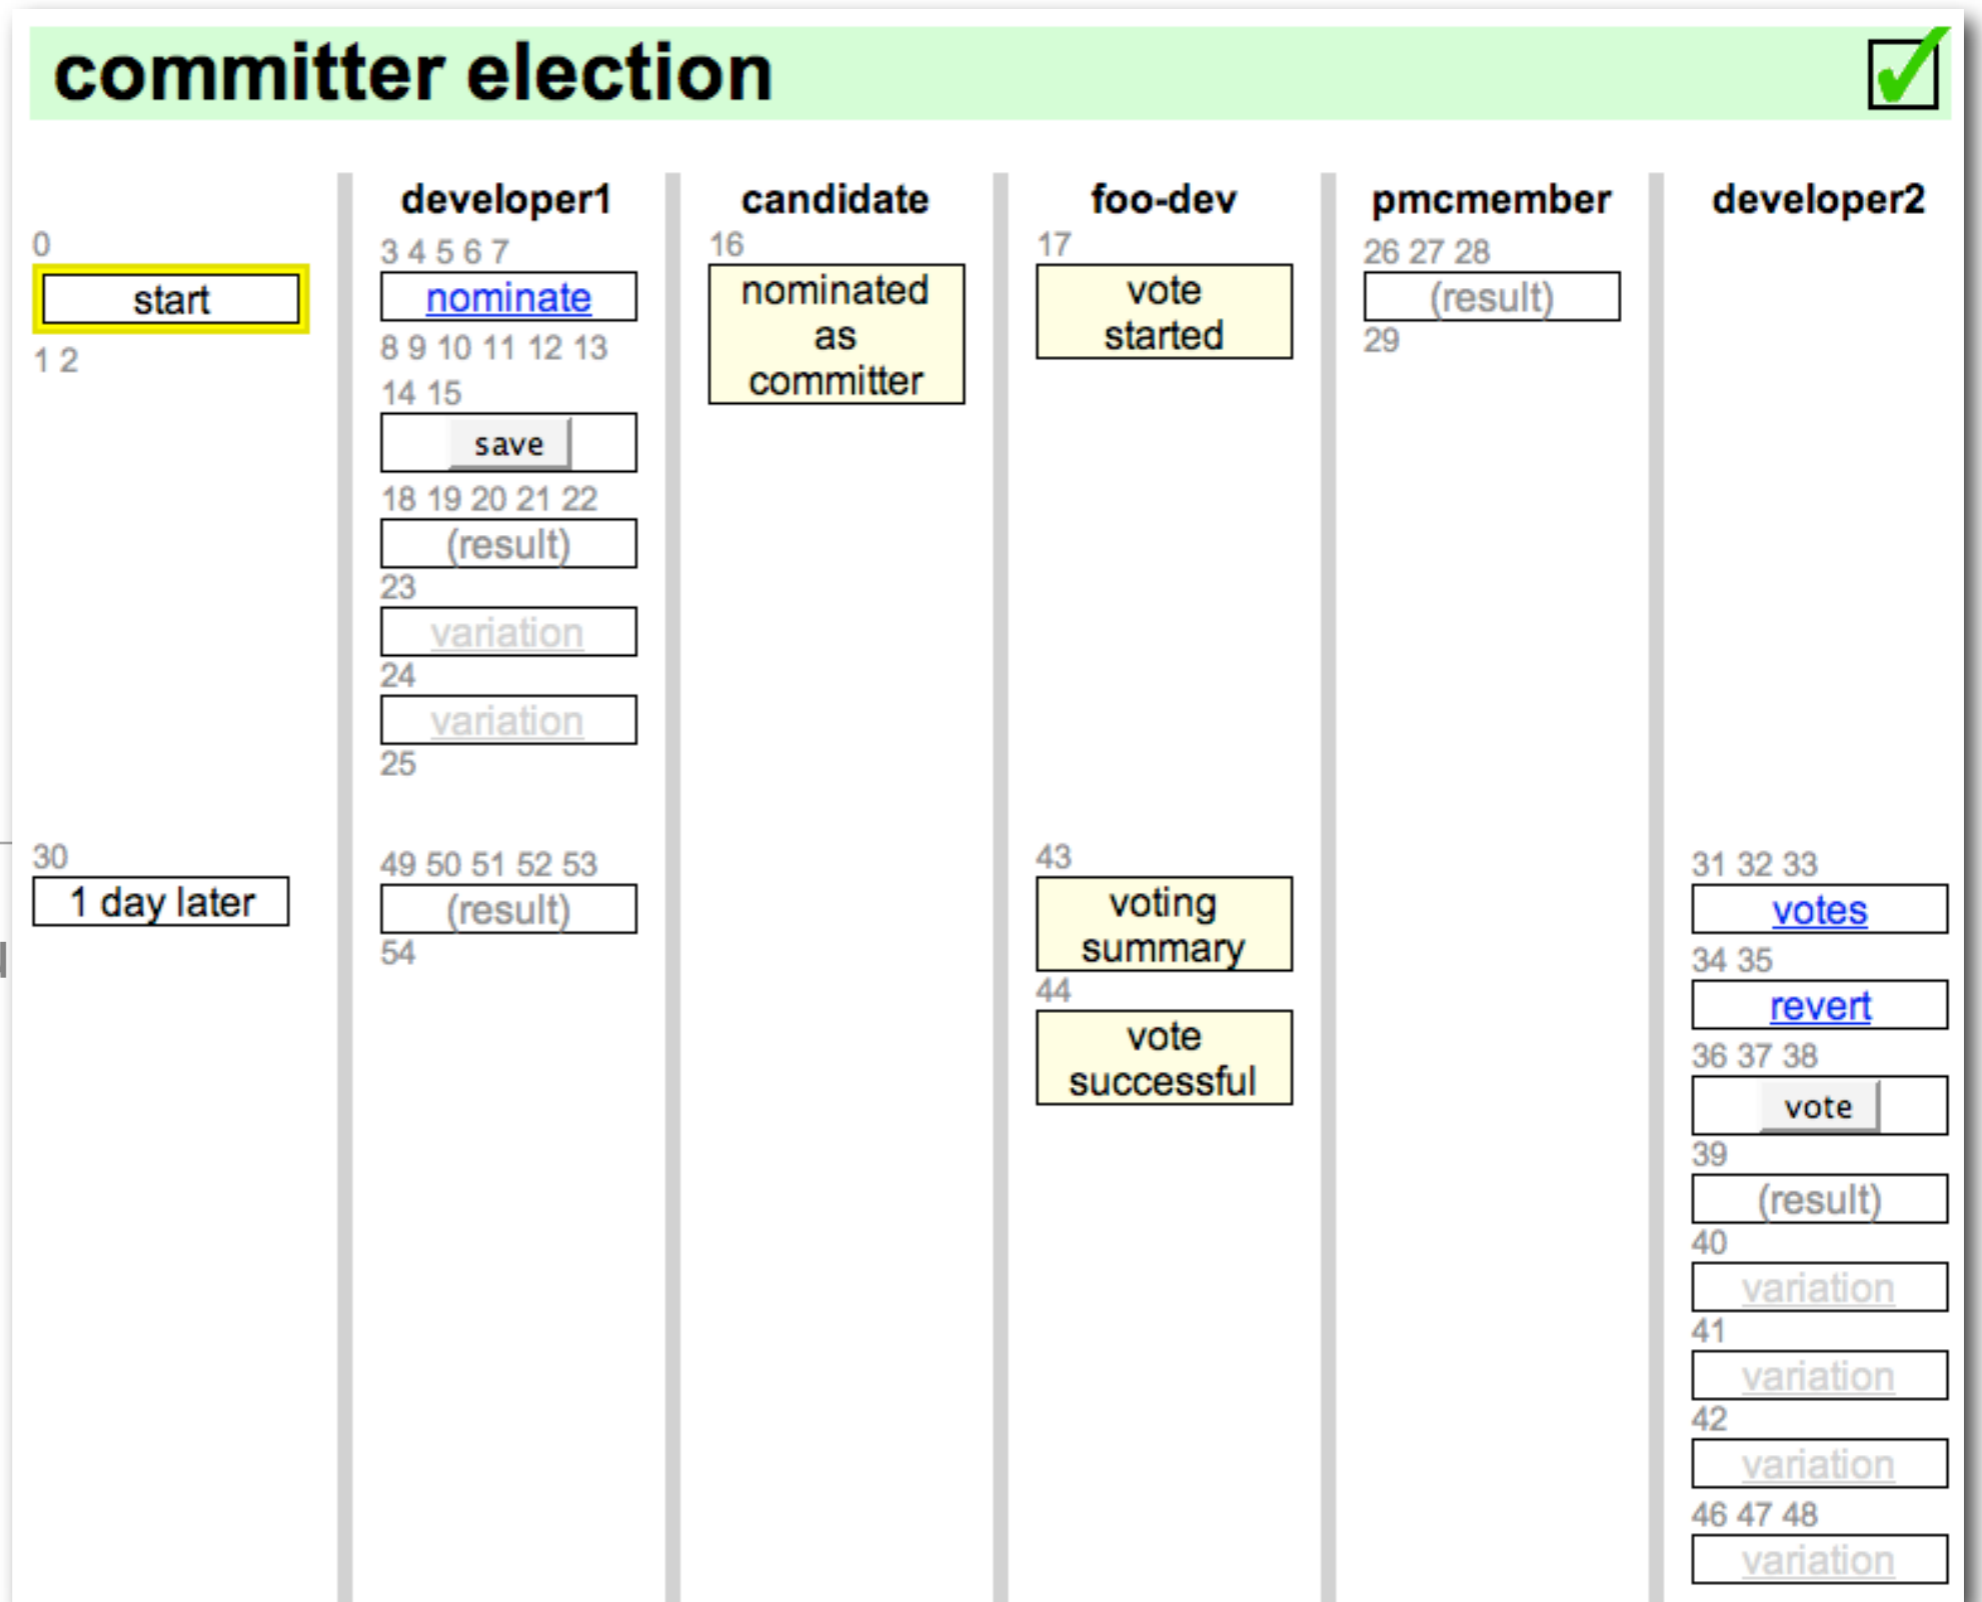 committer election
developer1
candidate
foo-dev
pmcmember
developer2
0
start
1 2
3 4 5 6 7
nominate
8 9 10 11 12 13
14 15
save
18 19 20 21 22
(result)
23
variation
24
variation
25
16
nominated
as
committer
17
vote
started
26 27 28
(result)
29
30
1 day later
49 50 51 52 53
(result)
54
43
voting
summary
44
vote
successful
31 32 33
votes
34 35
revert
36 37 38
vote
39
(result)
40
variation
41
variation
42
variation
46 47 48
variation